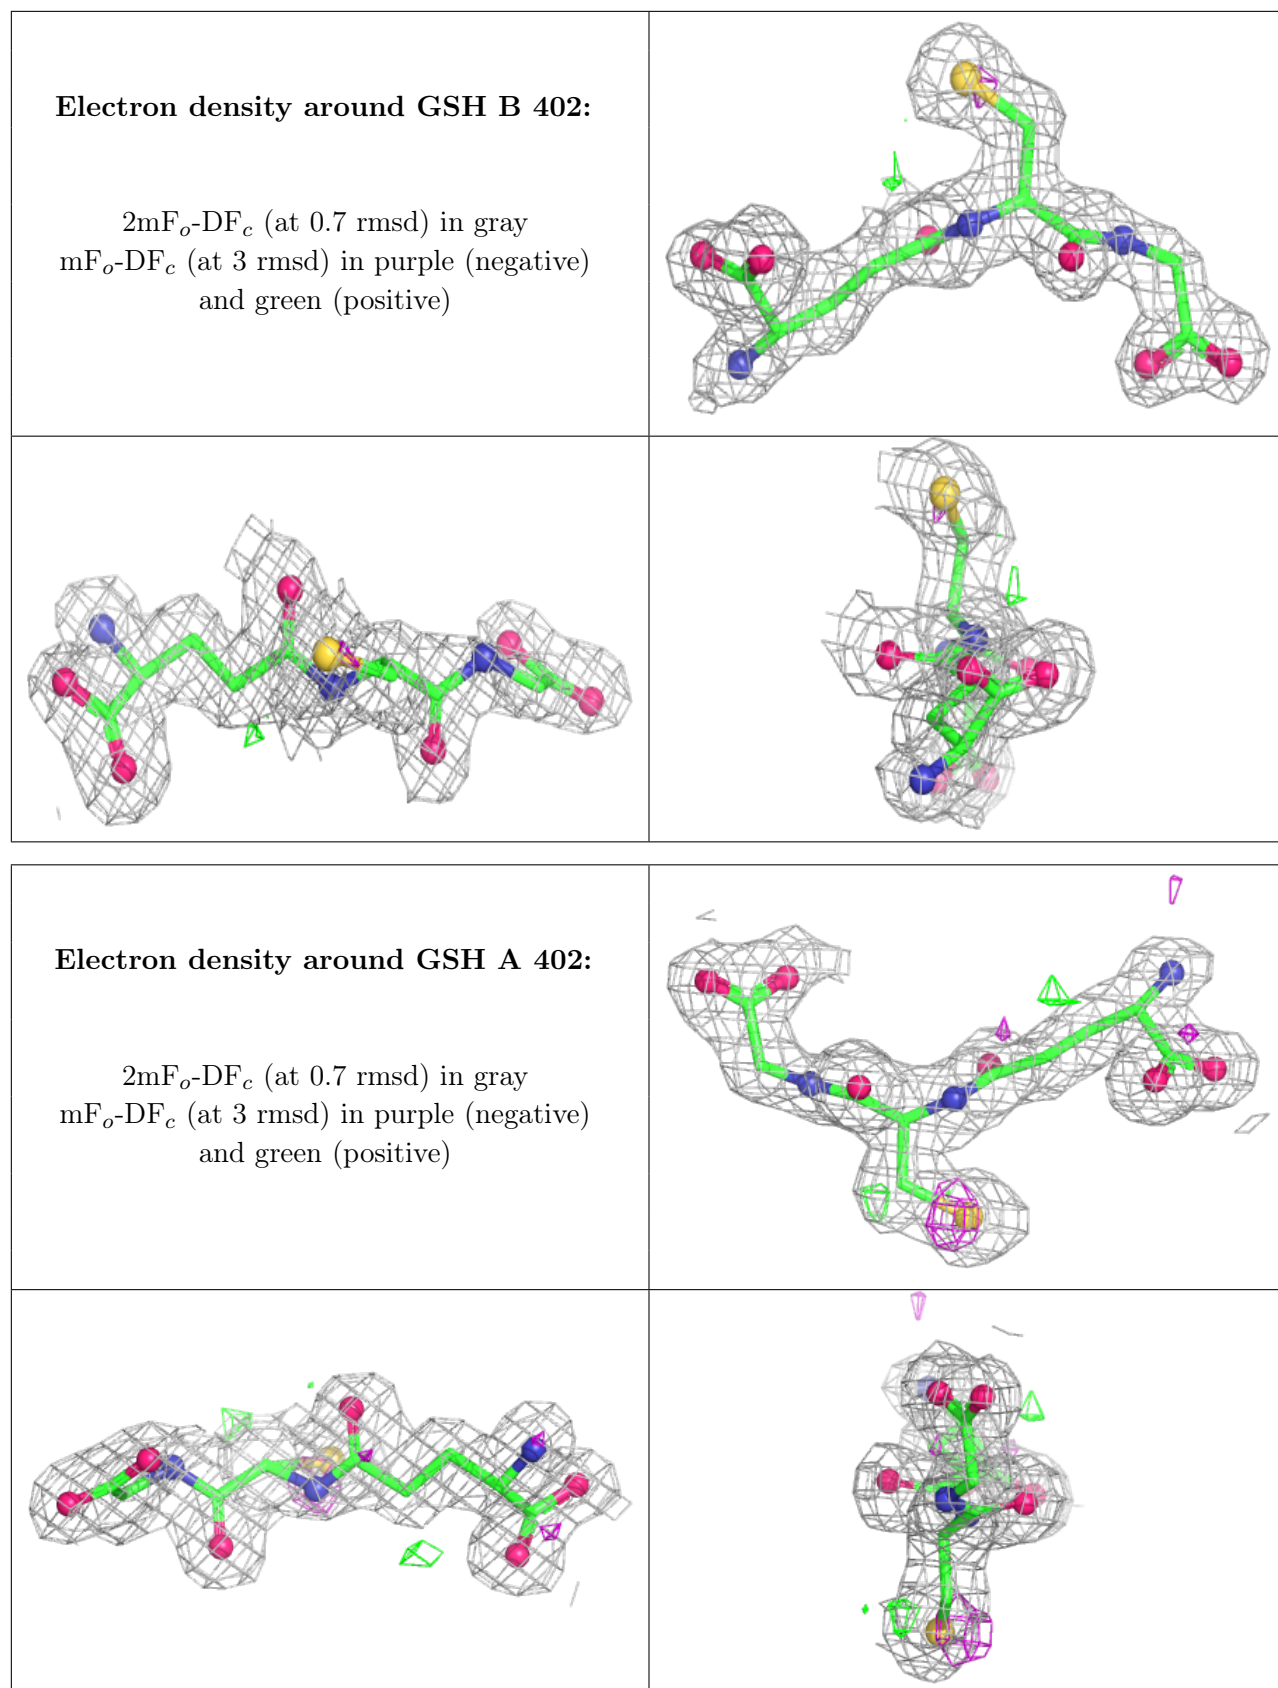 Electron density around GSH B 402:
2mFo-DFc (at 0.7 rmsd) in gray
mFo-DFc (at 3 rmsd) in purple (negative)
and green (positive)
Electron density around GSH A 402:
2mFo-DFc (at 0.7 rmsd) in gray
mFo-DFc (at 3 rmsd) in purple (negative)
and green (positive)